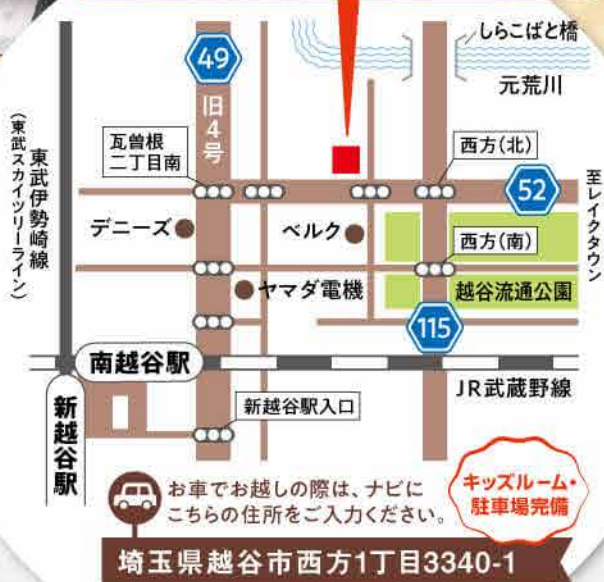 しらこばと橋
元荒川
49
旧4号
瓦曽根
二丁目南
西方(北)
52
至レイクタウン
東武伊勢崎線
(東武スカイツリーライン)
デニーズ
ベルク
西方(南)
ヤマダ電機
越谷流通公園
115
南越谷駅
JR武蔵野線
新越谷駅
新越谷駅入口
お車でお越しの際は、ナビに
こちらの住所をご入力ください。
キッズルーム・
駐車場完備
埼玉県越谷市西方1丁目3340-1